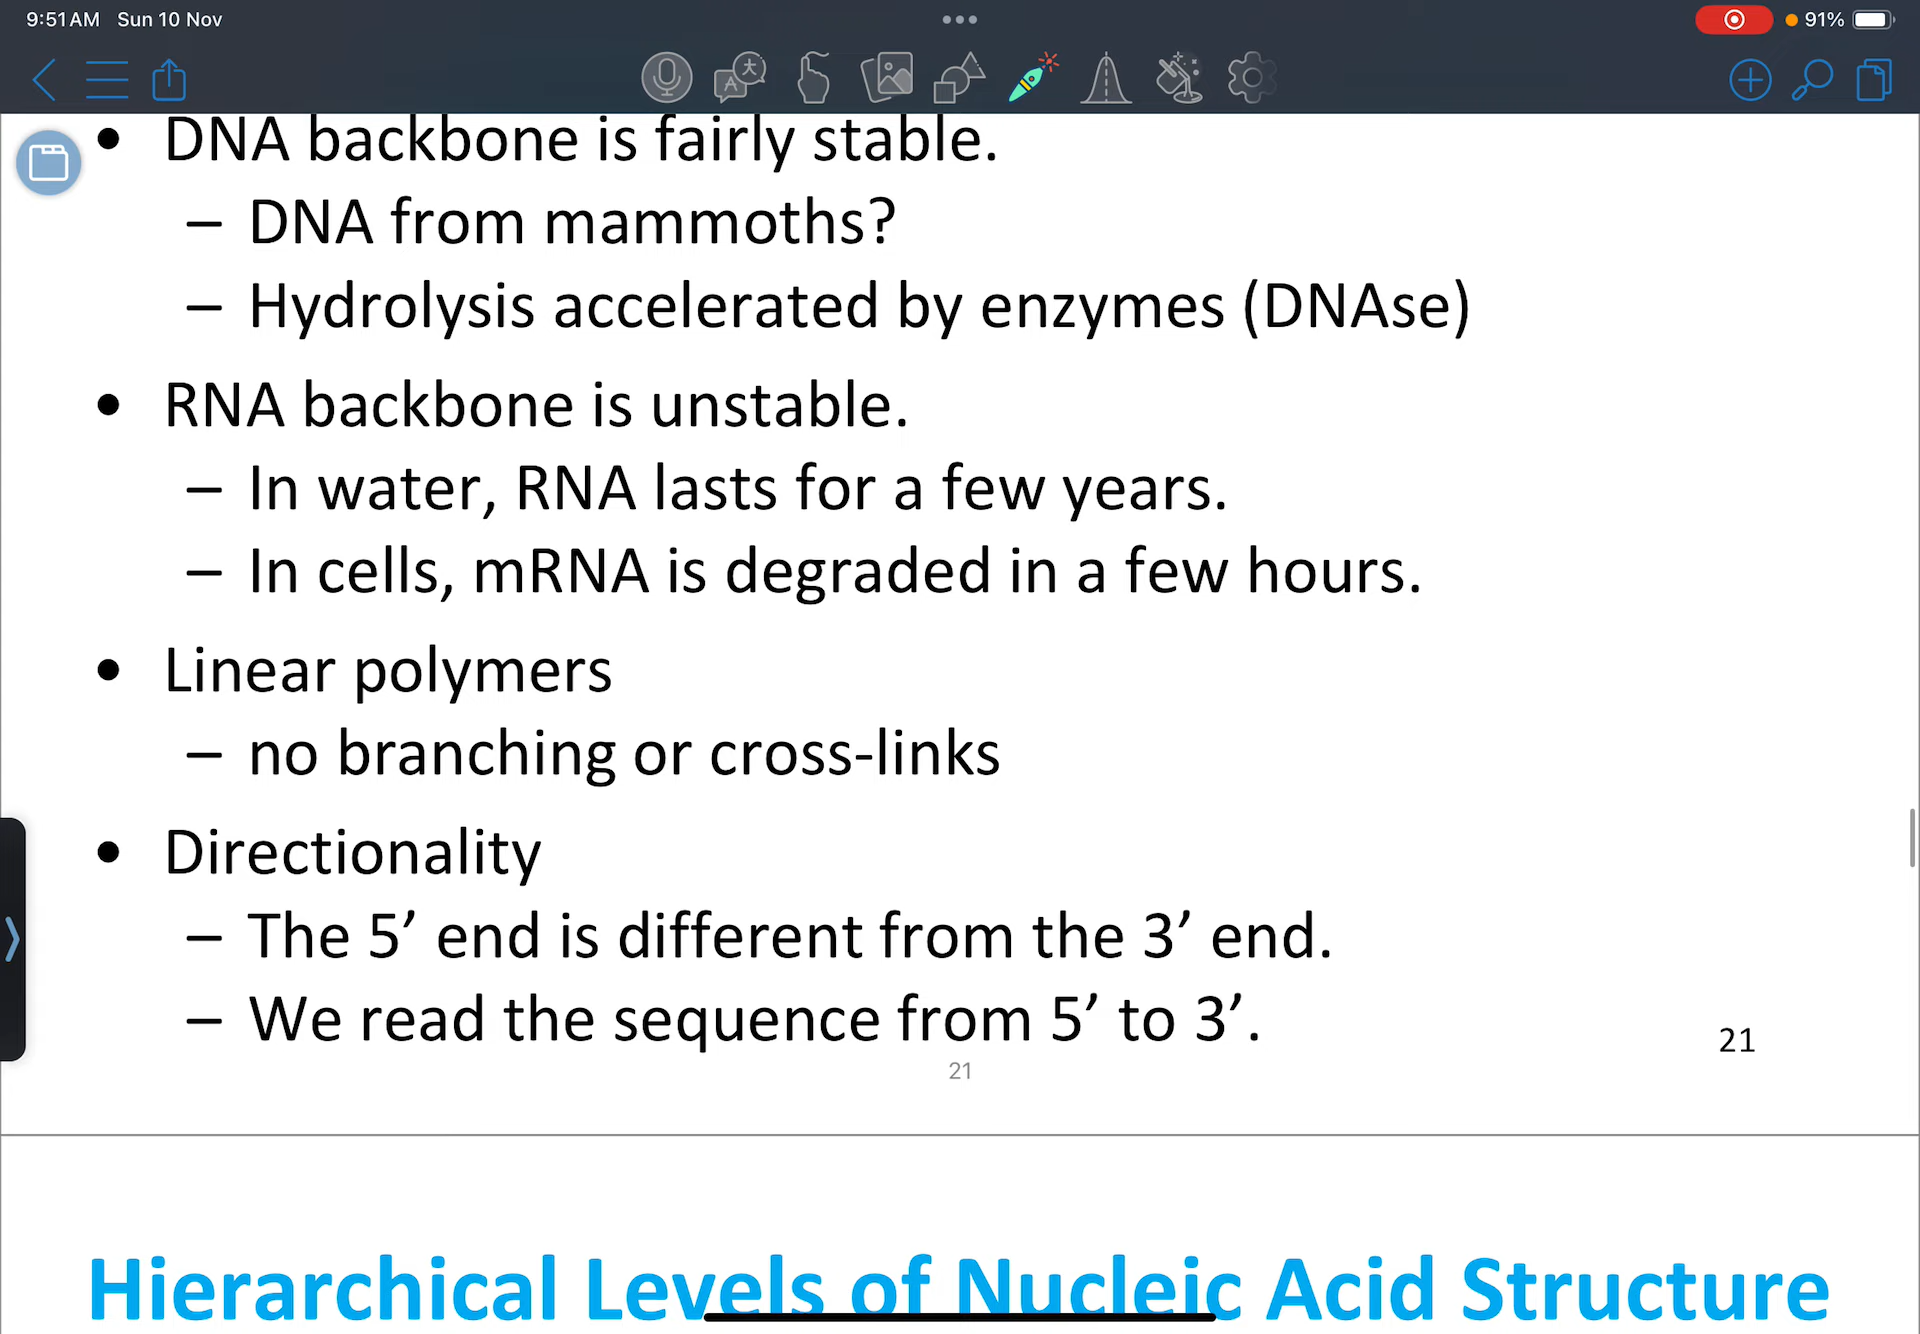 9:51 AM Sun 10 Nov
91%
• DNA backbone is fairly stable.
– DNA from mammoths?
– Hydrolysis accelerated by enzymes (DNAse)
• RNA backbone is unstable.
– In water, RNA lasts for a few years.
– In cells, mRNA is degraded in a few hours.
• Linear polymers
– no branching or cross-links
• Directionality
– The 5′ end is different from the 3′ end.
– We read the sequence from 5′ to 3′.
21
21
Hierarchical Levels of Nucleic Acid Structure